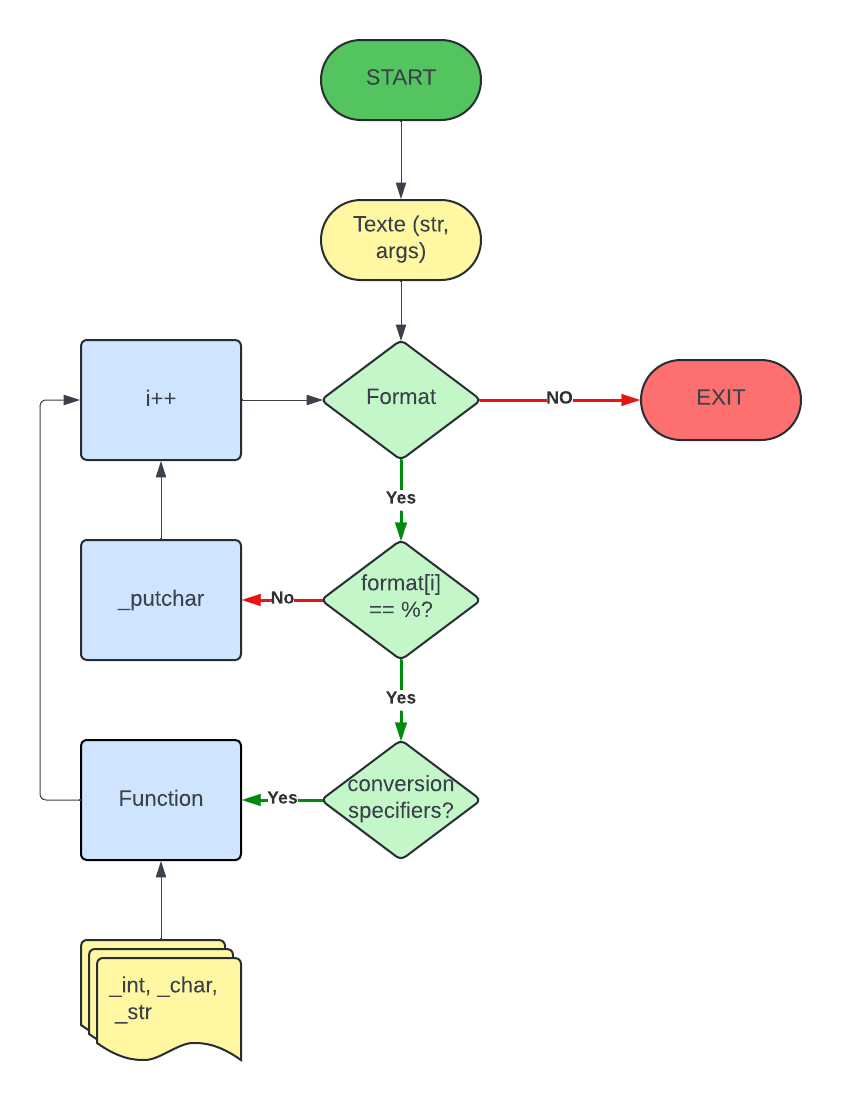 START
Texte (str,
args)
i++
Format
NO
EXIT
Yes
_putchar
No
format[i]
== %?
Yes
Function
Yes
conversion
specifiers?
_int, _char,
_str